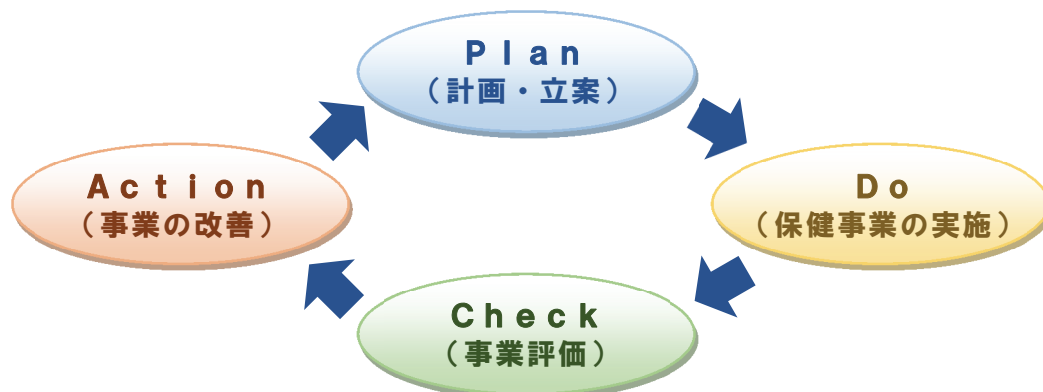 Plan
(計画・立案)
Action
(事業の改善)
Do
(保健事業の実施)
Check
(事業評価)